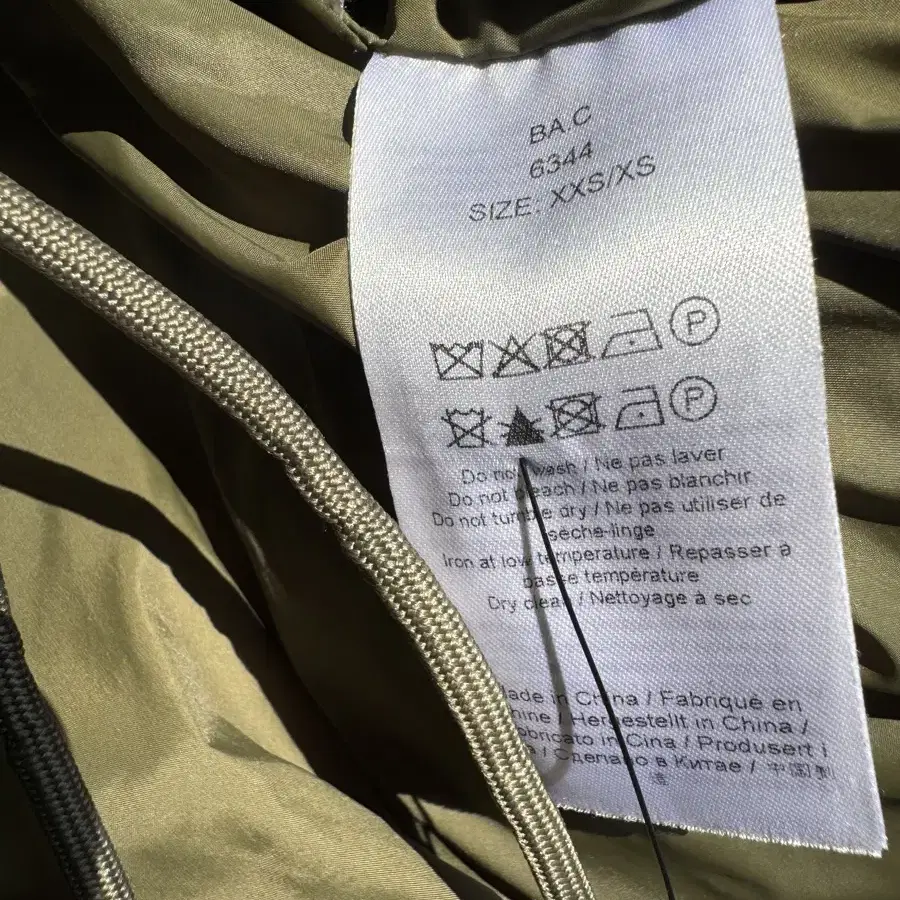 BA.C
6344
SIZE: XXS/XS
P
P
Do not wash / Ne pas laver
Do not bleach / Ne pas blanchir
Do not tumble dry / Ne pas utiliser de
seche-linge
Iron at low temperature / Repasser à
basse température
Dry clean / Nettoyage à sec
Made in China / Fabriqué en
Chine / Hergestellt in China /
Fabbricato in Cina / Produsert i
/ Сделано в Китае / 中国制
造